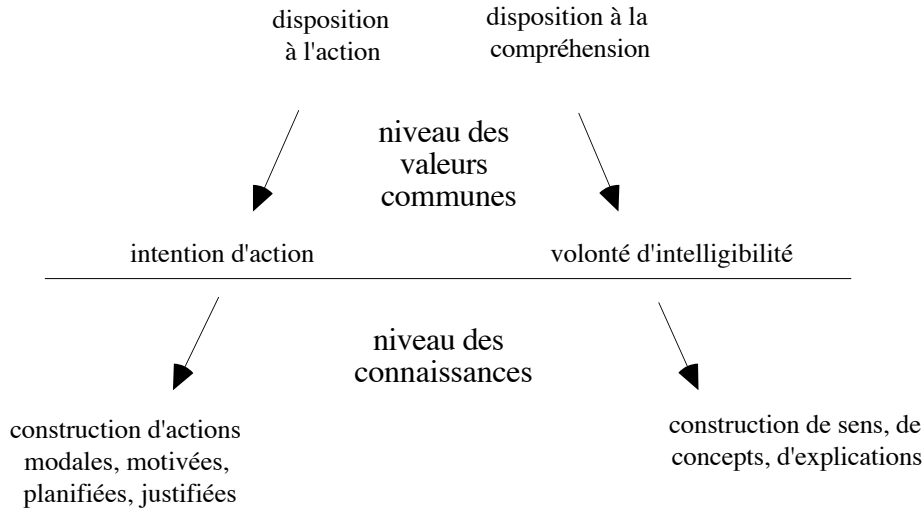 disposition
à l'action
disposition à la
compréhension
niveau des
valeurs
communes
intention d'action
volonté d'intelligibilité
niveau des
connaissances
construction d'actions
modales, motivées,
planifiées, justifiées
construction de sens, de
concepts, d'explications